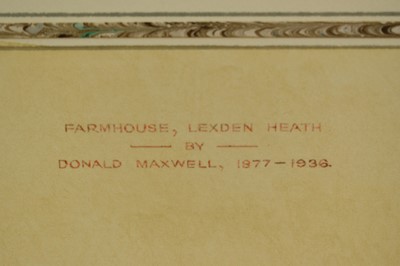 FARMHOUSE, LEXDEN HEATH
— BY —
DONALD MAXWELL, 1877-1936.